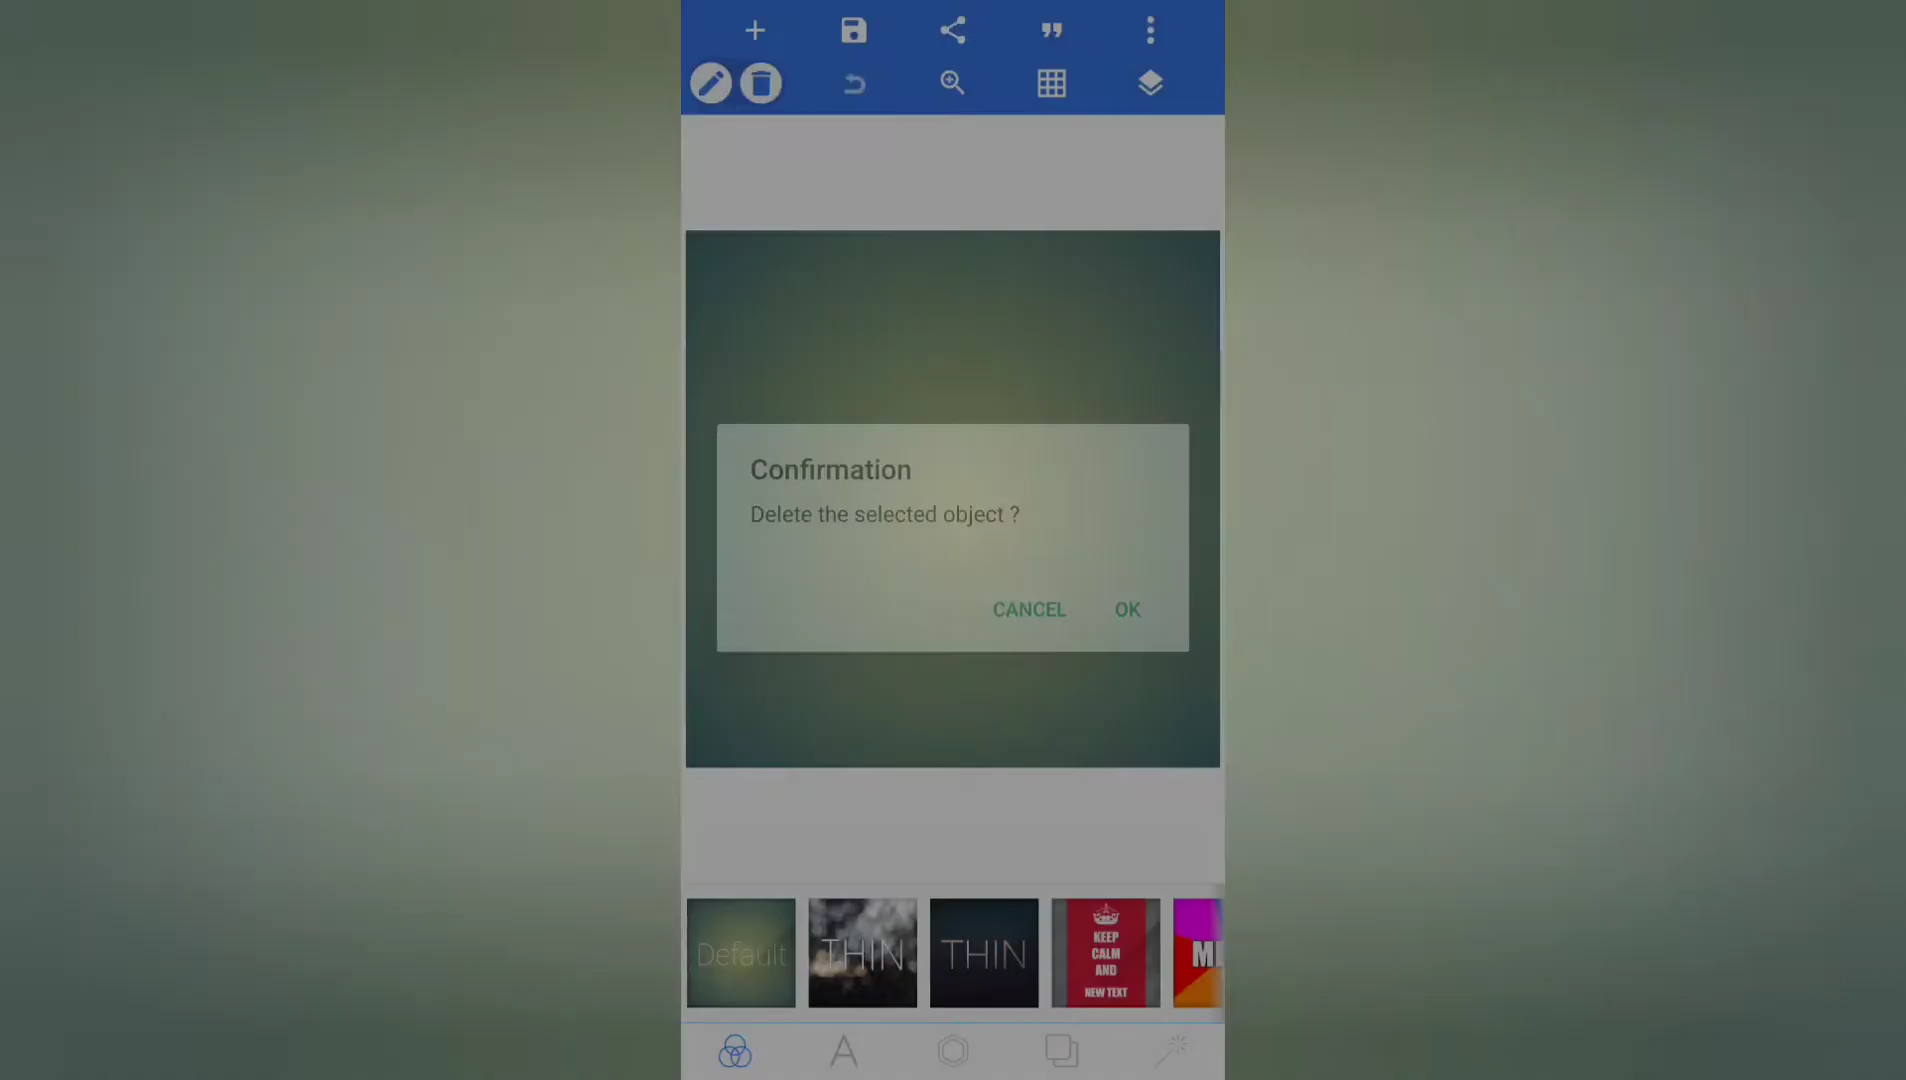 Confirmation
Delete the selected object ?
CANCEL OK
Default
THIN
THIN
KEEP
CALM
AND
NEW TEXT